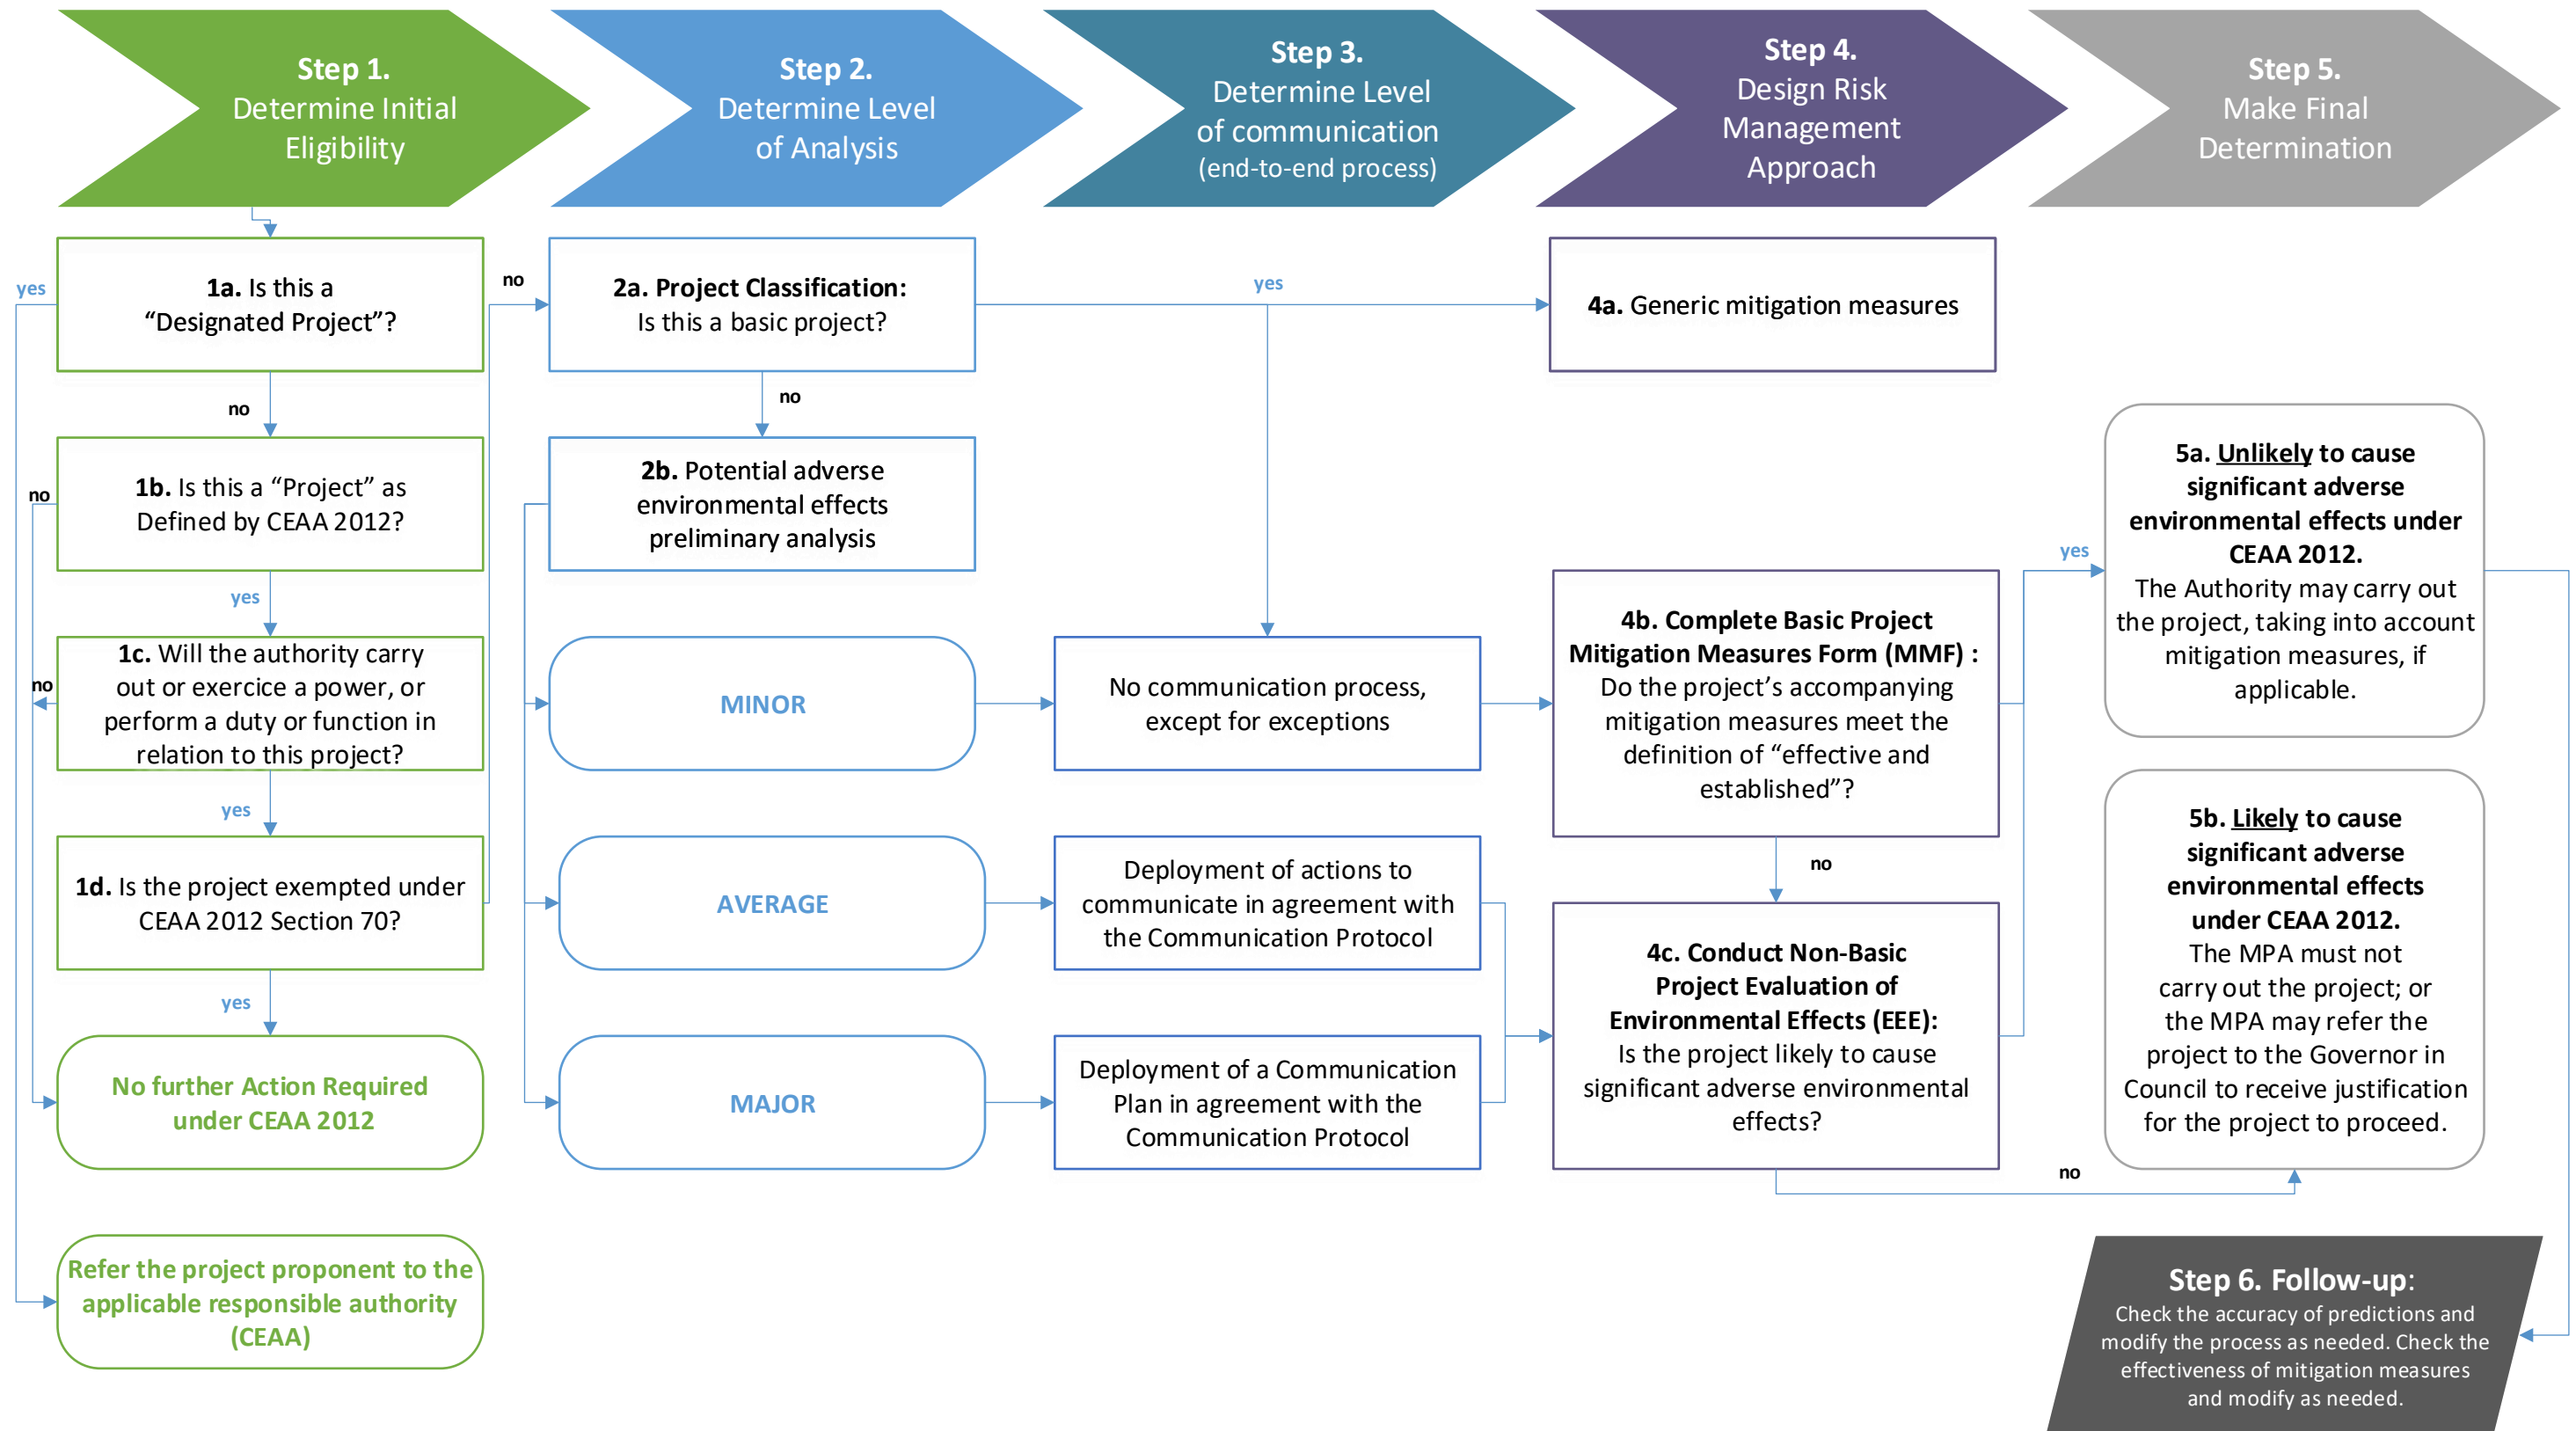 Step 1.
Determine Initial
Eligibility
Step 2.
Determine Level
of Analysis
Step 3.
Determine Level
of communication
(end-to-end process)
Step 4.
Design Risk
Management
Approach
Step 5.
Make Final
Determination
yes
1a. Is this a
“Designated Project”?
no
1b. Is this a “Project” as
Defined by CEAA 2012?
no
yes
1c. Will the authority carry
out or exercice a power, or
perform a duty or function in
relation to this project?
no
yes
1d. Is the project exempted under
CEAA 2012 Section 70?
yes
No further Action Required
under CEAA 2012
Refer the project proponent to the
applicable responsible authority
(CEAA)
no
2a. Project Classification:
Is this a basic project?
yes
no
2b. Potential adverse
environmental effects
preliminary analysis
MINOR
AVERAGE
MAJOR
No communication process,
except for exceptions
Deployment of actions to
communicate in agreement with
the Communication Protocol
Deployment of a Communication
Plan in agreement with the
Communication Protocol
4a. Generic mitigation measures
4b. Complete Basic Project
Mitigation Measures Form (MMF) :
Do the project’s accompanying
mitigation measures meet the
definition of “effective and
established”?
no
4c. Conduct Non-Basic
Project Evaluation of
Environmental Effects (EEE):
Is the project likely to cause
significant adverse environmental
effects?
yes
no
5a. Unlikely to cause
significant adverse
environmental effects under
CEAA 2012.
The Authority may carry out
the project, taking into account
mitigation measures, if
applicable.
5b. Likely to cause
significant adverse
environmental effects
under CEAA 2012.
The MPA must not
carry out the project; or
the MPA may refer the
project to the Governor in
Council to receive justification
for the project to proceed.
Step 6. Follow-up:
Check the accuracy of predictions and
modify the process as needed. Check the
effectiveness of mitigation measures
and modify as needed.